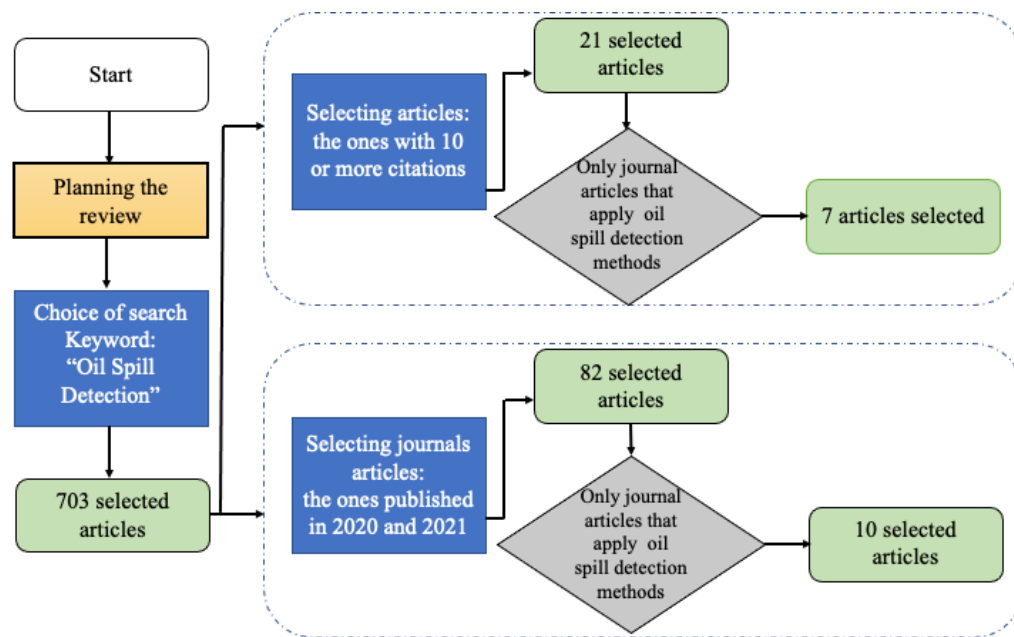 Start
Planning the
review
Choice of search
Keyword:
“Oil Spill
Detection”
703 selected
articles
Selecting articles:
the ones with 10
or more citations
21 selected
articles
Only journal
articles that
apply oil
spill detection
methods
7 articles selected
Selecting journals
articles:
the ones published
in 2020 and 2021
82 selected
articles
Only journal
articles that
apply oil
spill detection
methods
10 selected
articles